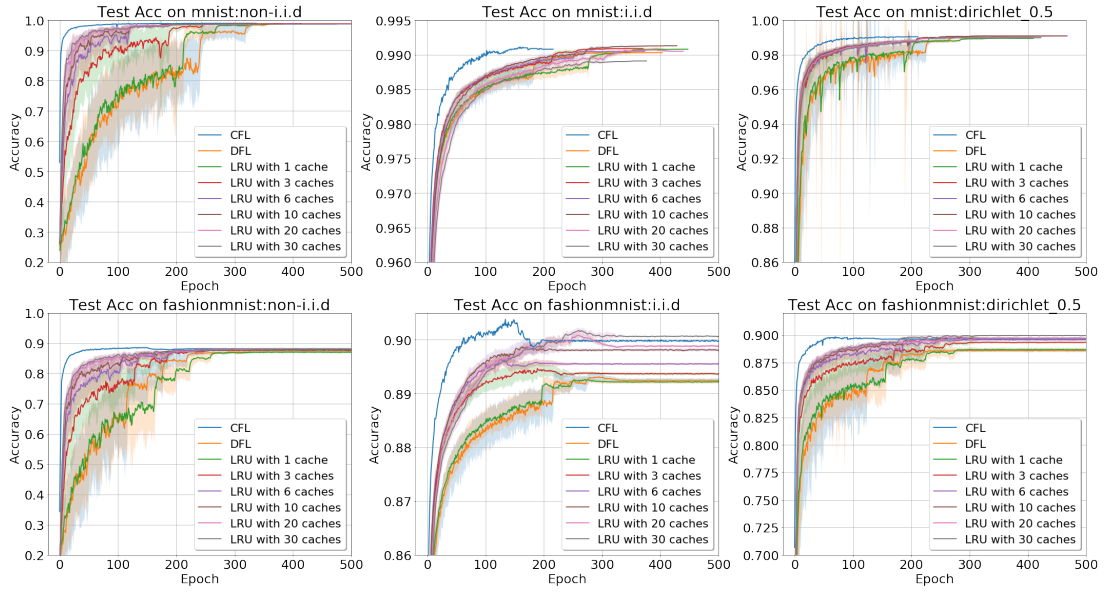 Test Acc on mnist:non-i.i.d
Accuracy
1.0
0.9
0.8
0.7
0.6
0.5
0.4
0.3
0.2
0 100 200 300 400 500
Epoch
CFL
DFL
LRU with 1 cache
LRU with 3 caches
LRU with 6 caches
LRU with 10 caches
LRU with 20 caches
LRU with 30 caches
Test Acc on mnist:i.i.d
Accuracy
0.995
0.990
0.985
0.980
0.975
0.970
0.965
0.960
0 100 200 300 400 500
Epoch
CFL
DFL
LRU with 1 cache
LRU with 3 caches
LRU with 6 caches
LRU with 10 caches
LRU with 20 caches
LRU with 30 caches
Test Acc on mnist:dirichlet_0.5
Accuracy
1.00
0.98
0.96
0.94
0.92
0.90
0.88
0.86
0 100 200 300 400 500
Epoch
CFL
DFL
LRU with 1 cache
LRU with 3 caches
LRU with 6 caches
LRU with 10 caches
LRU with 20 caches
LRU with 30 caches
Test Acc on fashionmnist:non-i.i.d
Accuracy
1.0
0.9
0.8
0.7
0.6
0.5
0.4
0.3
0.2
0 100 200 300 400 500
Epoch
CFL
DFL
LRU with 1 cache
LRU with 3 caches
LRU with 6 caches
LRU with 10 caches
LRU with 20 caches
LRU with 30 caches
Test Acc on fashionmnist:i.i.d
Accuracy
0.90
0.89
0.88
0.87
0.86
0 100 200 300 400 500
Epoch
CFL
DFL
LRU with 1 cache
LRU with 3 caches
LRU with 6 caches
LRU with 10 caches
LRU with 20 caches
LRU with 30 caches
Test Acc on fashionmnist:dirichlet_0.5
Accuracy
0.900
0.875
0.850
0.825
0.800
0.775
0.750
0.725
0.700
0 100 200 300 400 500
Epoch
CFL
DFL
LRU with 1 cache
LRU with 3 caches
LRU with 6 caches
LRU with 10 caches
LRU with 20 caches
LRU with 30 caches